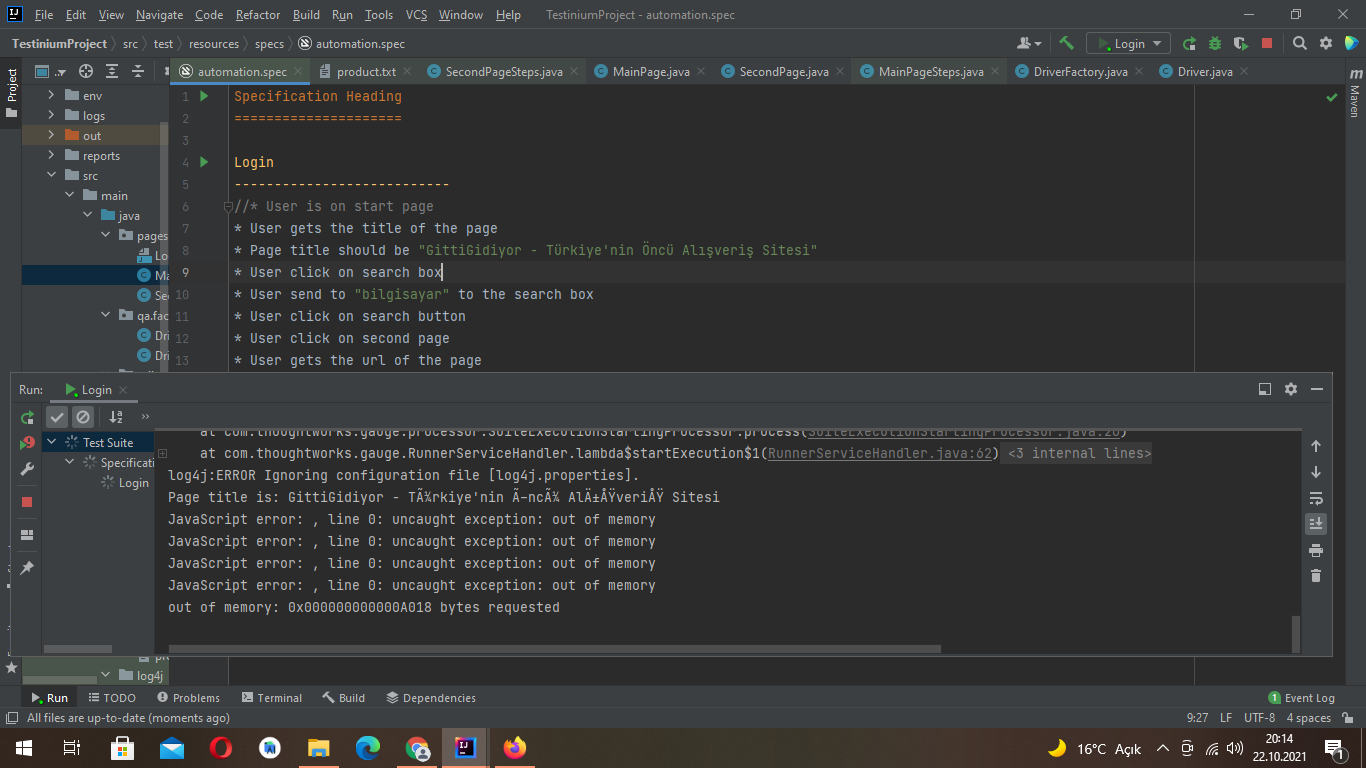 File Edit View Navigate Code Refactor Build Run Tools VCS Window Help TestiniumProject - automation.spec
TestiniumProject src test resources specs automation.spec Login
Project
automation.spec product.txt SecondPageSteps.java MainPage.java SecondPage.java MainPageSteps.java DriverFactory.java Driver.java
Maven
env
logs
out
reports
src
main
java
pages
Lo
Ma
Se
qa.fac
Dri
Dri
1 Specification Heading
2 =====================
3
4 Login
5 ---------------------------
6 //* User is on start page
7 * User gets the title of the page
8 * Page title should be "GittiGidiyor - Türkiye'nin Öncü Alışveriş Sitesi"
9 * User click on search box
10 * User send to "bilgisayar" to the search box
11 * User click on search button
12 * User click on second page
13 * User gets the url of the page
Run: Login
Test Suite
Specificati
Login
at com.thoughtworks.gauge.processor.SuiteExecutionStartingProcessor.process(SuiteExecutionStartingProcessor.java:26)
at com.thoughtworks.gauge.RunnerServiceHandler.lambda$startExecution$1(RunnerServiceHandler.java:62) <3 internal lines>
log4j:ERROR Ignoring configuration file [log4j.properties].
Page title is: GittiGidiyor - TÃ¼rkiye'nin Ã–ncÃ¼ AlÄ±ÅŸveriÅŸ Sitesi
JavaScript error: , line 0: uncaught exception: out of memory
JavaScript error: , line 0: uncaught exception: out of memory
JavaScript error: , line 0: uncaught exception: out of memory
JavaScript error: , line 0: uncaught exception: out of memory
out of memory: 0x000000000000A018 bytes requested
log4j
Run TODO Problems Terminal Build Dependencies 1 Event Log
All files are up-to-date (moments ago) 9:27 LF UTF-8 4 spaces
16°C Açık
20:14
22.10.2021
1